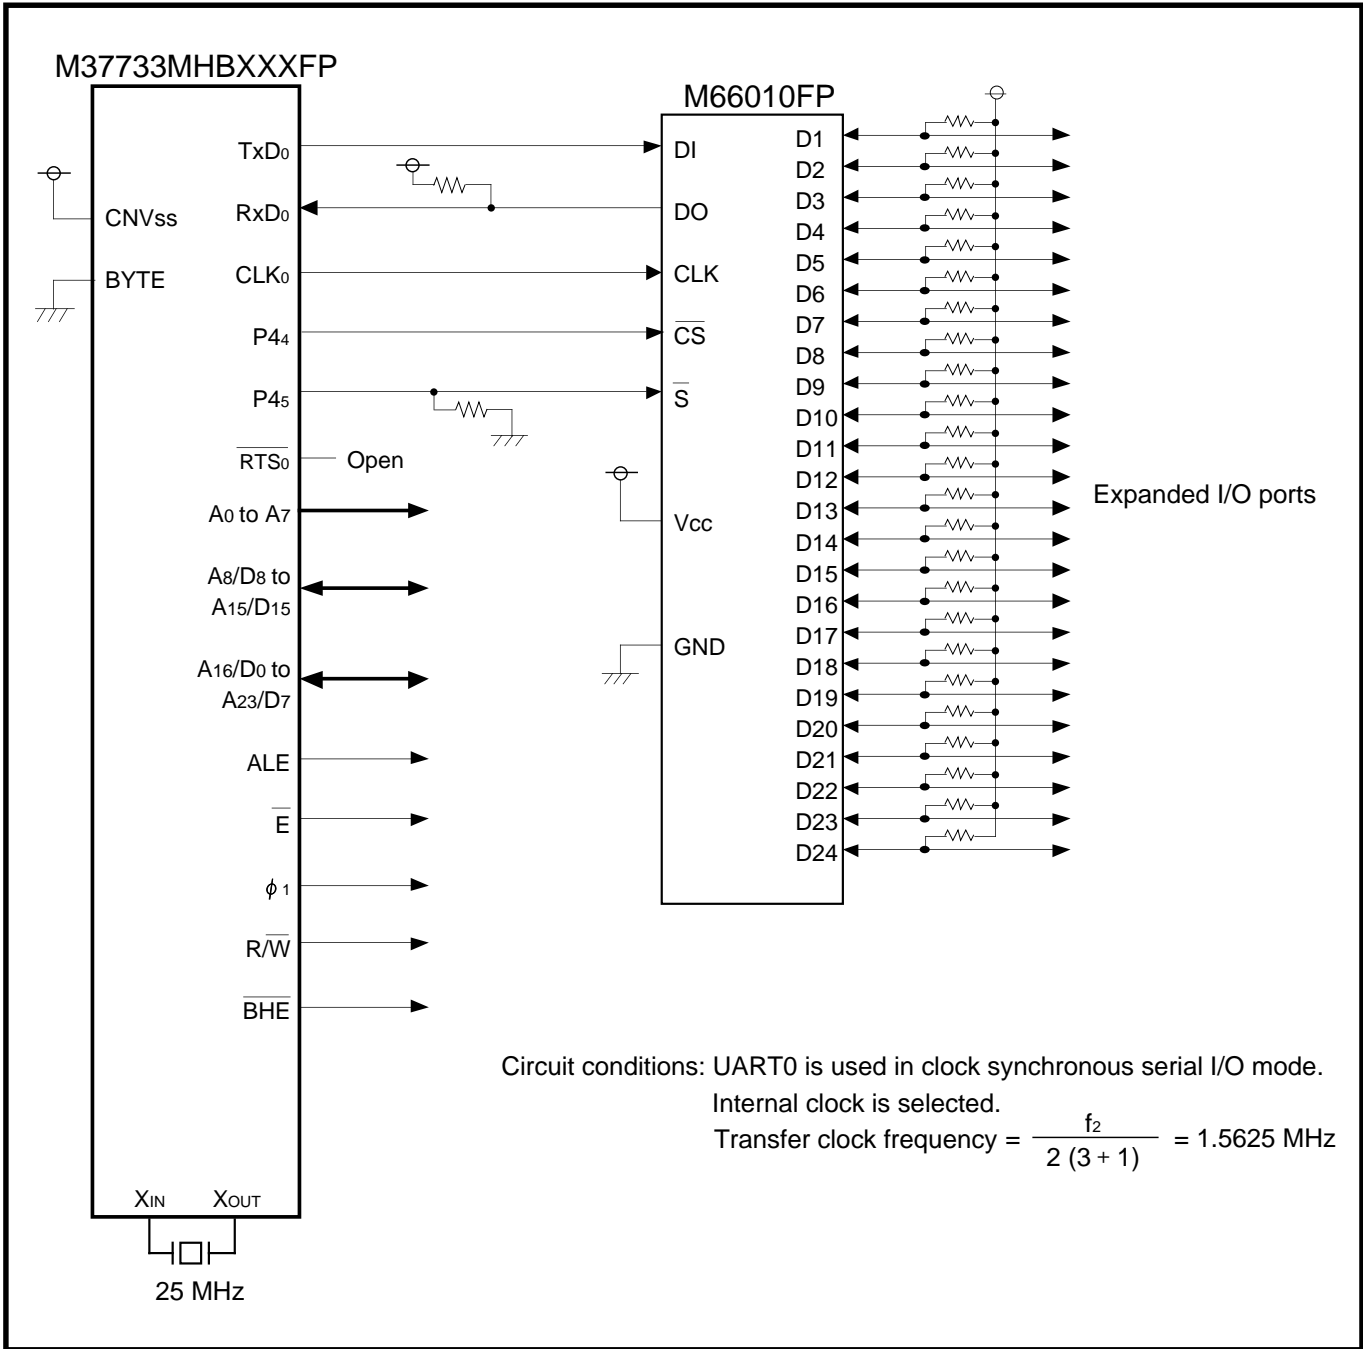 M37733MHBXXXFP
M66010FP
CNVss
BYTE
TxD0
RxD0
CLK0
P44
P45
RTS0
Open
A0 to A7
A8/D8 to
A15/D15
A16/D0 to
A23/D7
ALE
E
ϕ 1
R/W
BHE
XIN
XOUT
25 MHz
DI
DO
CLK
CS
S
Vcc
GND
D1
D2
D3
D4
D5
D6
D7
D8
D9
D10
D11
D12
D13
D14
D15
D16
D17
D18
D19
D20
D21
D22
D23
D24
Expanded I/O ports
Circuit conditions: UART0 is used in clock synchronous serial I/O mode.
Internal clock is selected.
Transfer clock frequency = f2 / 2 (3 + 1) = 1.5625 MHz